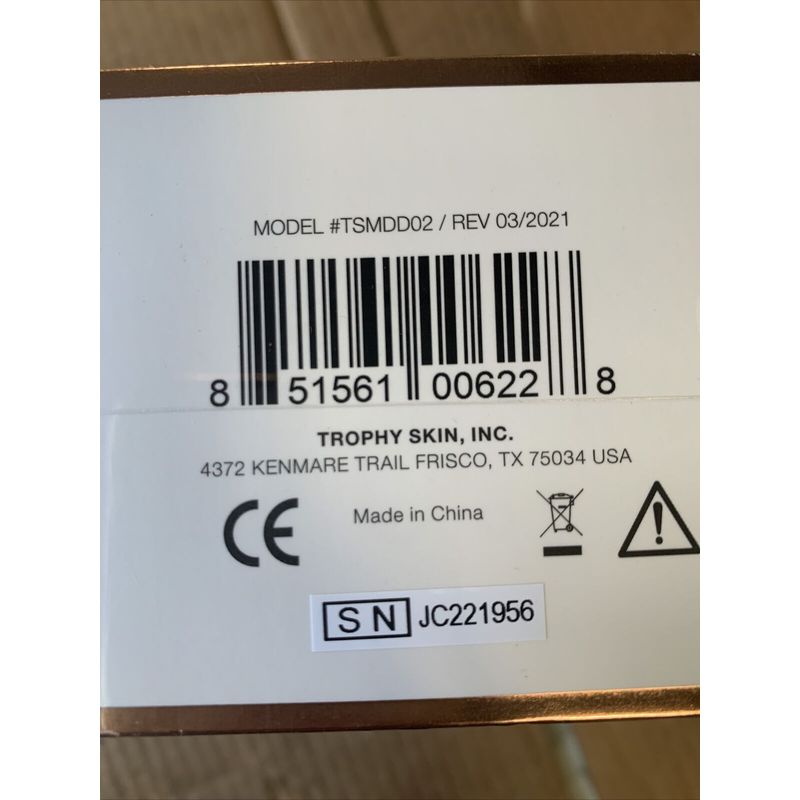 MODEL #TSMDD02 / REV 03/2021
8 51561 00622 8
TROPHY SKIN, INC.
4372 KENMARE TRAIL FRISCO, TX 75034 USA
CE Made in China
SN JC221956